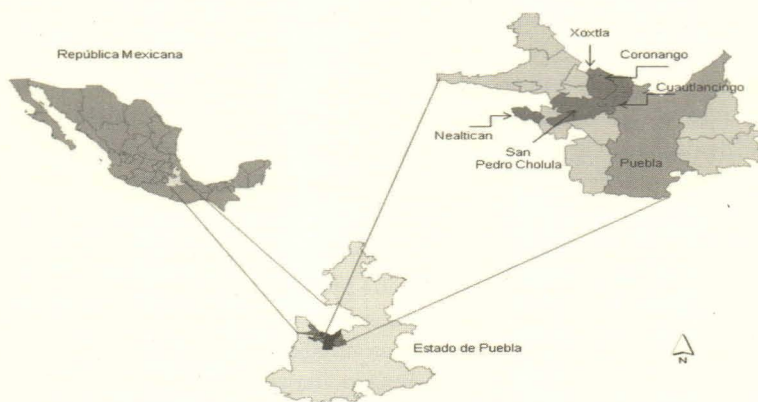 República Mexicana
Xoxtla
Coronango
Cuautlancingo
Nealtican
San
Pedro Cholula
Puebla
Estado de Puebla
N